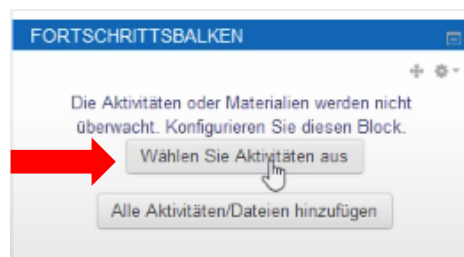 FORTSCHRITTSBALKEN
Die Aktivitäten oder Materialien werden nicht
überwacht. Konfigurieren Sie diesen Block.
Wählen Sie Aktivitäten aus
Alle Aktivitäten/Dateien hinzufügen